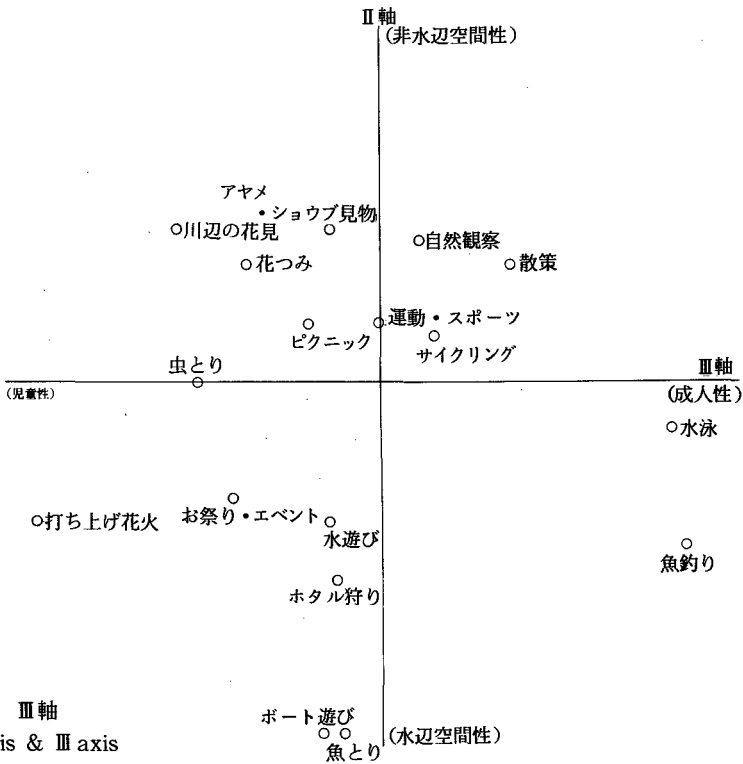 Ⅱ軸
(非水辺空間性)
アヤメ
・ショウブ見物
川辺の花見
自然観察
花つみ
散策
運動・スポーツ
ピクニック
サイクリング
虫とり
Ⅲ軸
(児童性)
(成人性)
水泳
打ち上げ花火
お祭り・エベント
水遊び
魚釣り
ホタル狩り
Ⅲ軸
ボート遊び
(水辺空間性)
is & Ⅲ axis
魚とり